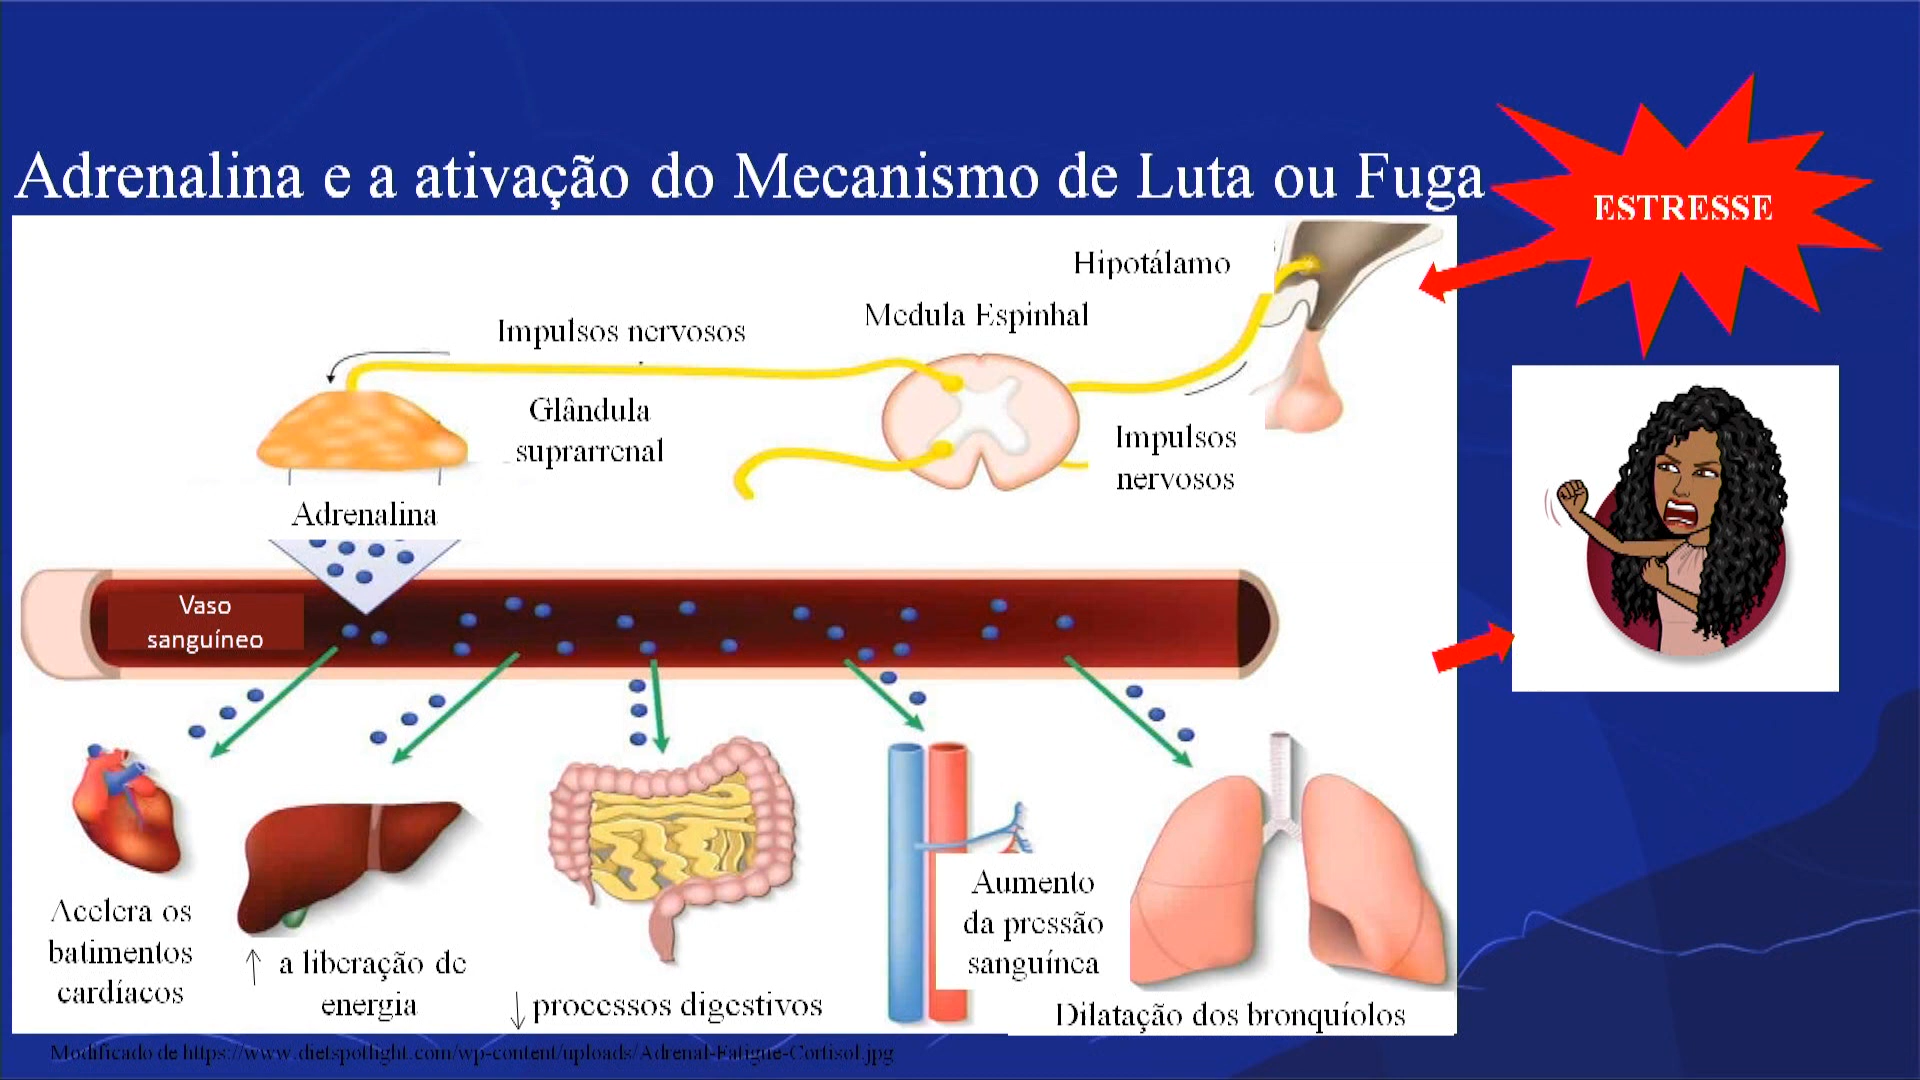 Adrenalina e a ativação do Mecanismo de Luta ou Fuga
ESTRESSE
Hipotálamo
Medula Espinhal
Impulsos nervosos
Glândula
suprarrenal
Impulsos
nervosos
Adrenalina
Vaso
sanguíneo
Acelera os
batimentos
cardíacos
↑ a liberação de
energia
↓ processos digestivos
Aumento
da pressão
sanguínea
Dilatação dos bronquíolos
Modificado de https://www.dietspotlight.com/wp-content/uploads/Adrenal-Fatigue-Cortisol.jpg